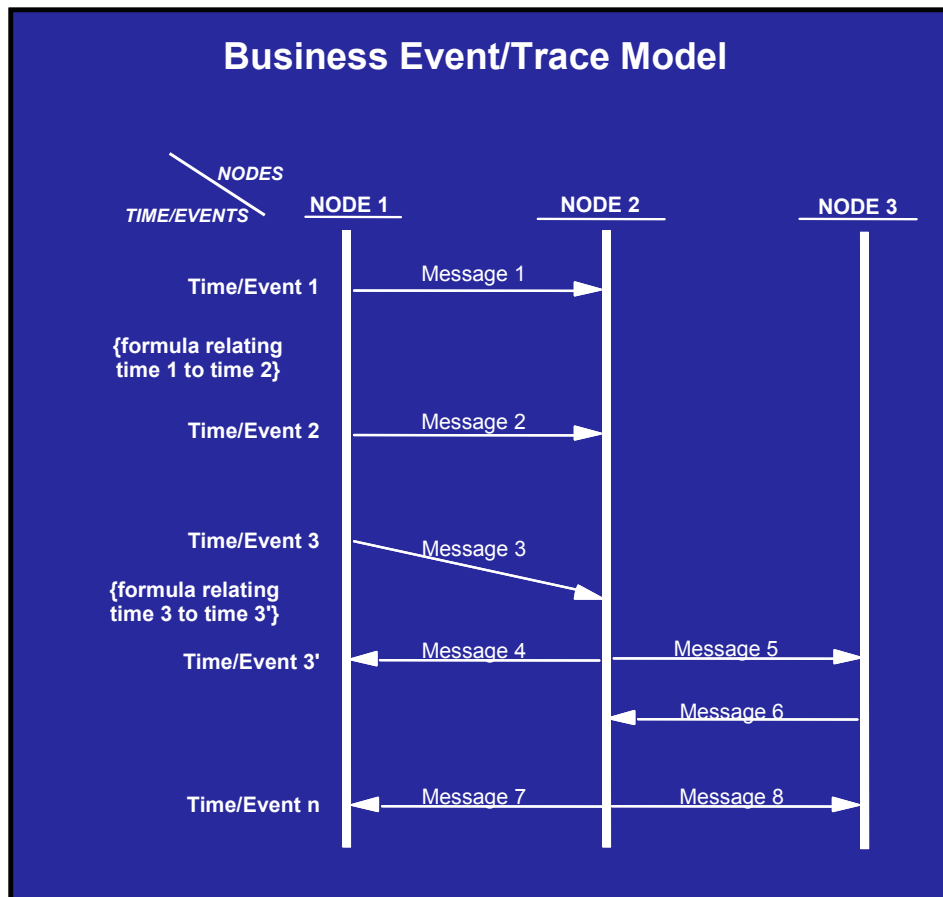 Business Event/Trace Model
NODES
TIME/EVENTS
NODE 1
NODE 2
NODE 3
Time/Event 1
Message 1
{formula relating
time 1 to time 2}
Time/Event 2
Message 2
Time/Event 3
Message 3
{formula relating
time 3 to time 3'}
Time/Event 3'
Message 4
Message 5
Message 6
Time/Event n
Message 7
Message 8